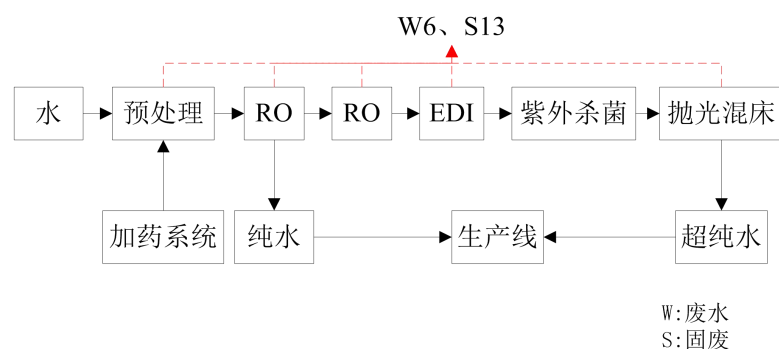 W6、S13
水
预处理
RO
RO
EDI
紫外杀菌
抛光混床
加药系统
纯水
生产线
超纯水
W:废水
S:固废